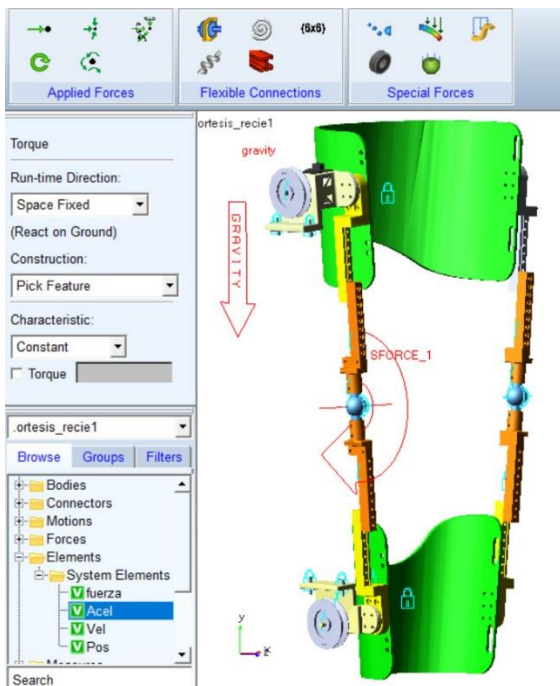 {6x6}
Applied Forces
Flexible Connections
Special Forces
Torque
Run-time Direction:
Space Fixed
(React on Ground)
Construction:
Pick Feature
Characteristic:
Constant
Torque
.ortesis_recie1
Browse
Groups
Filters
Bodies
Connectors
Motions
Forces
Elements
System Elements
fuerza
Acel
Vel
Pos
Search
ortesis_recie1
gravity
GRAVITY
SFORCE_1
y